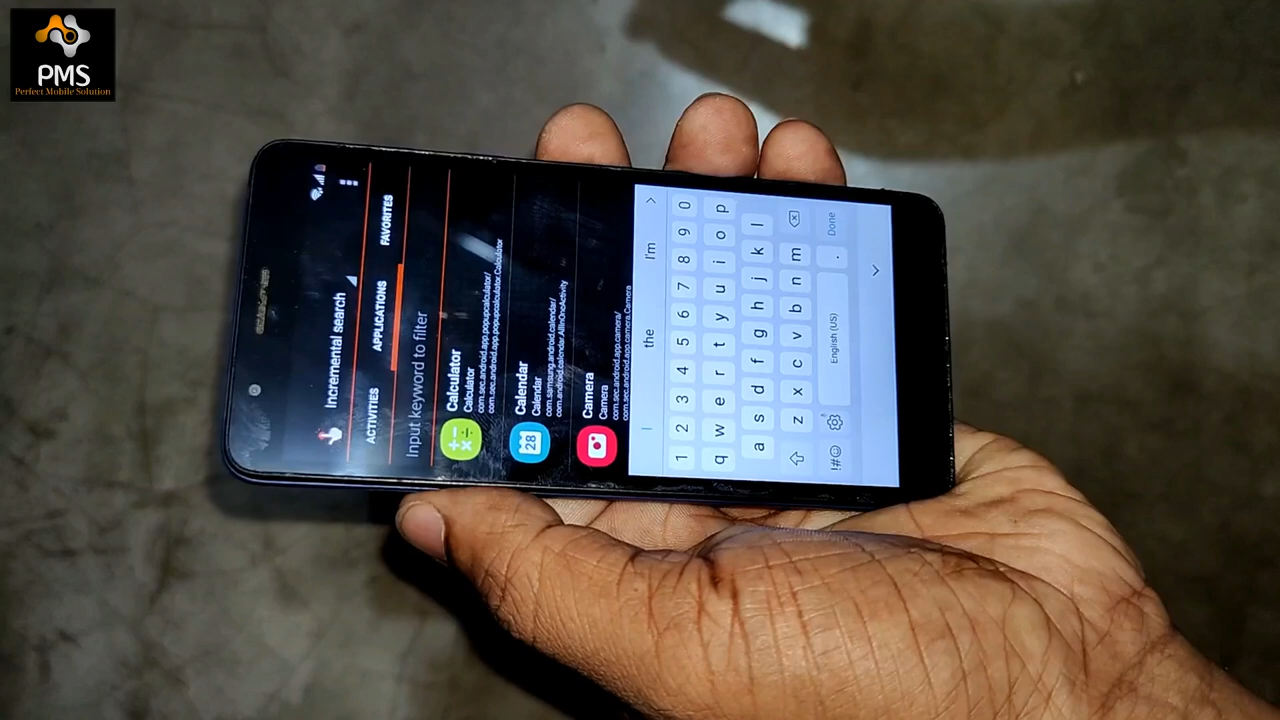 PMS
Perfect Mobile Solution
Incremental search
ACTIVITIES APPLICATIONS FAVORITES
Input keyword to filter
Calculator
Calculator
com.sec.android.app.popupcalculator/
com.sec.android.app.popupcalculator.Calculator
28
Calendar
Calendar
com.samsung.android.calendar/
com.android.calendar.AllInOneActivity
Camera
Camera
com.sec.android.app.camera/
com.sec.android.app.camera.Camera
I the I'm
1 2 3 4 5 6 7 8 9 0
q w e r t y u i o p
a s d f g h j k l
z x c v b n m
!#☺ English (US) . Done